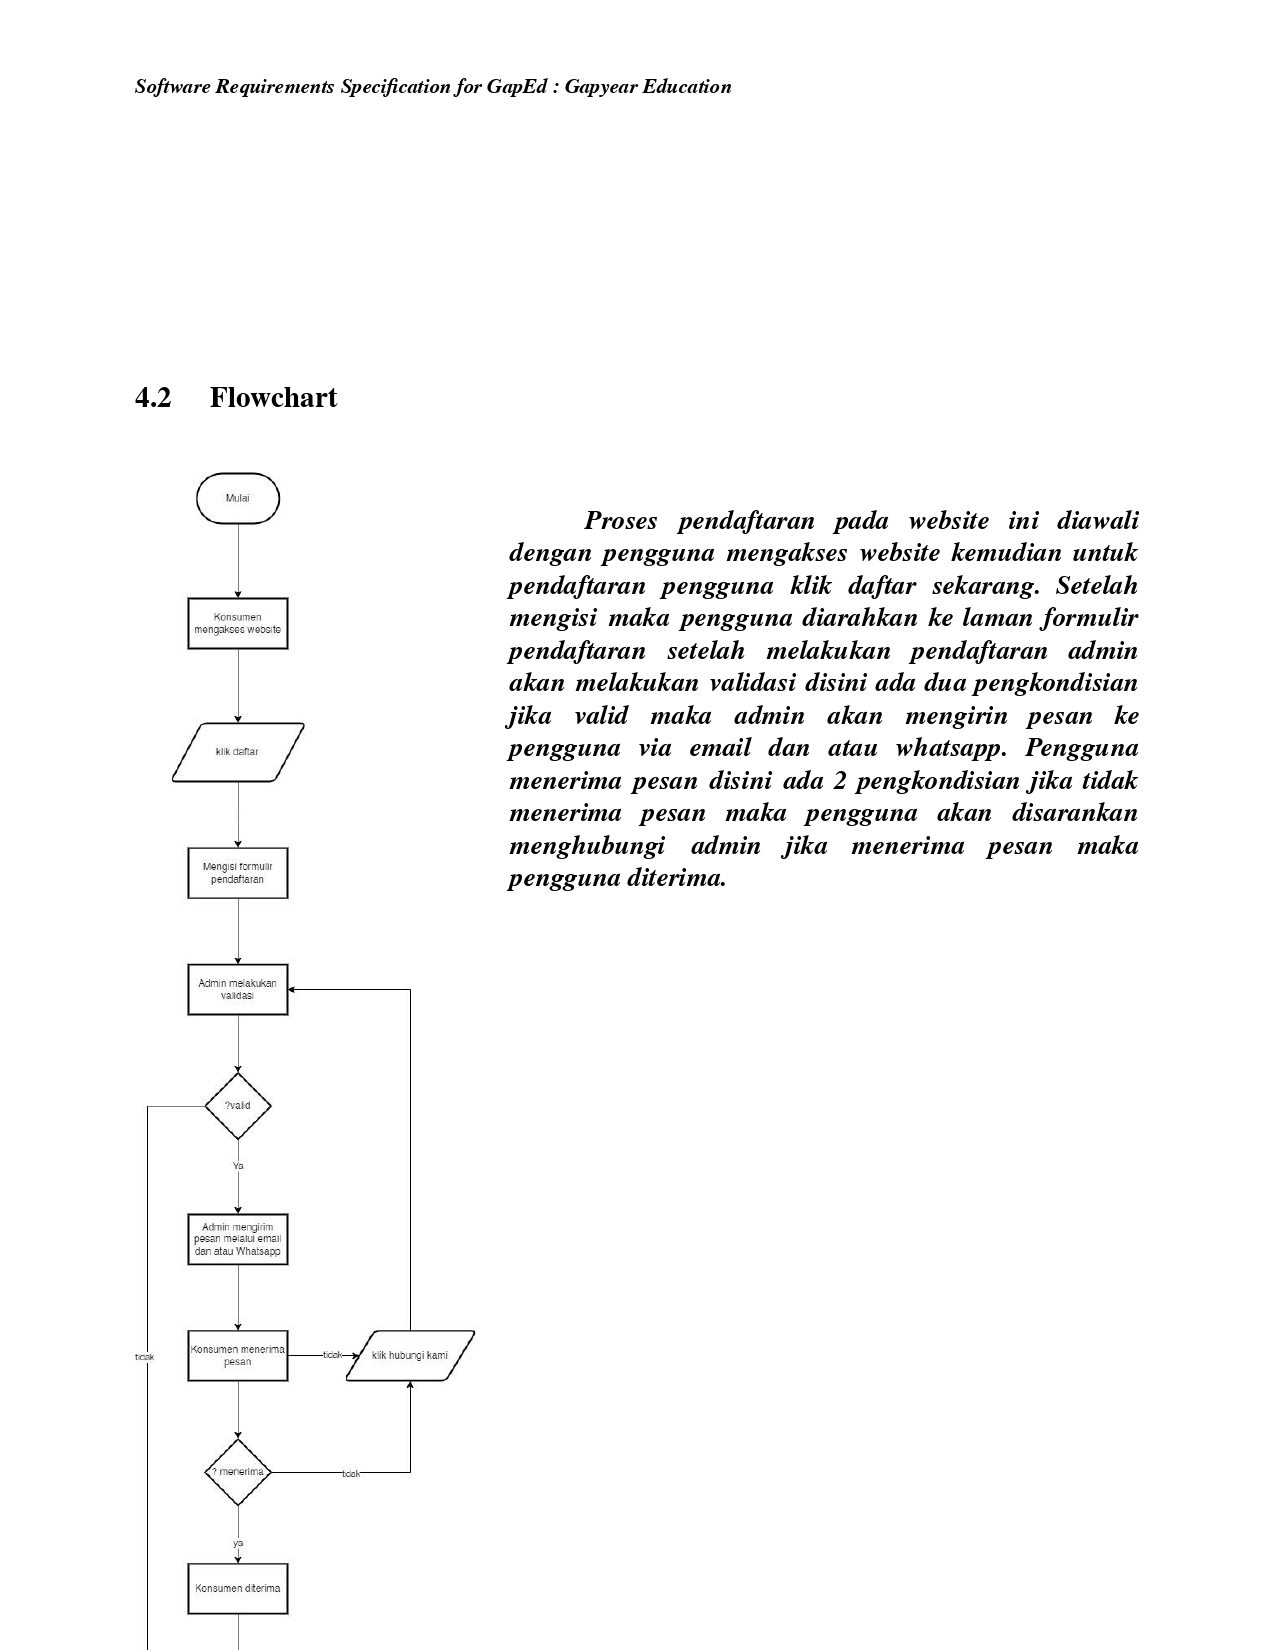 Software Requirements Specification for GapEd : Gapyear Education
4.2 Flowchart
Mulai
Konsumen
mengakses website
klik daftar
Mengisi formulir
pendaftaran
Admin melakukan
validasi
?valid
Ya
Admin mengirim
pesan melalui email
dan atau Whatsapp
Konsumen menerima
pesan
tidak
klik hubungi kami
tidak
? menerima
tidak
ya
Konsumen diterima
Proses pendaftaran pada website ini diawali
dengan pengguna mengakses website kemudian untuk
pendaftaran pengguna klik daftar sekarang. Setelah
mengisi maka pengguna diarahkan ke laman formulir
pendaftaran setelah melakukan pendaftaran admin
akan melakukan validasi disini ada dua pengkondisian
jika valid maka admin akan mengirin pesan ke
pengguna via email dan atau whatsapp. Pengguna
menerima pesan disini ada 2 pengkondisian jika tidak
menerima pesan maka pengguna akan disarankan
menghubungi admin jika menerima pesan maka
pengguna diterima.